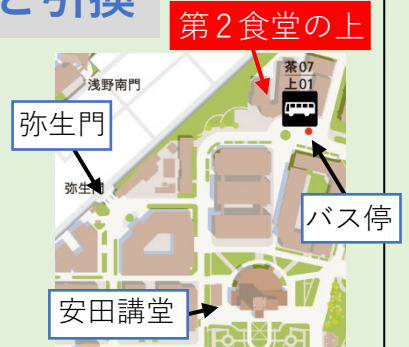 と引換
第2食堂の上
茶07
上01
浅野南門
弥生門
弥生門
バス停
安田講堂